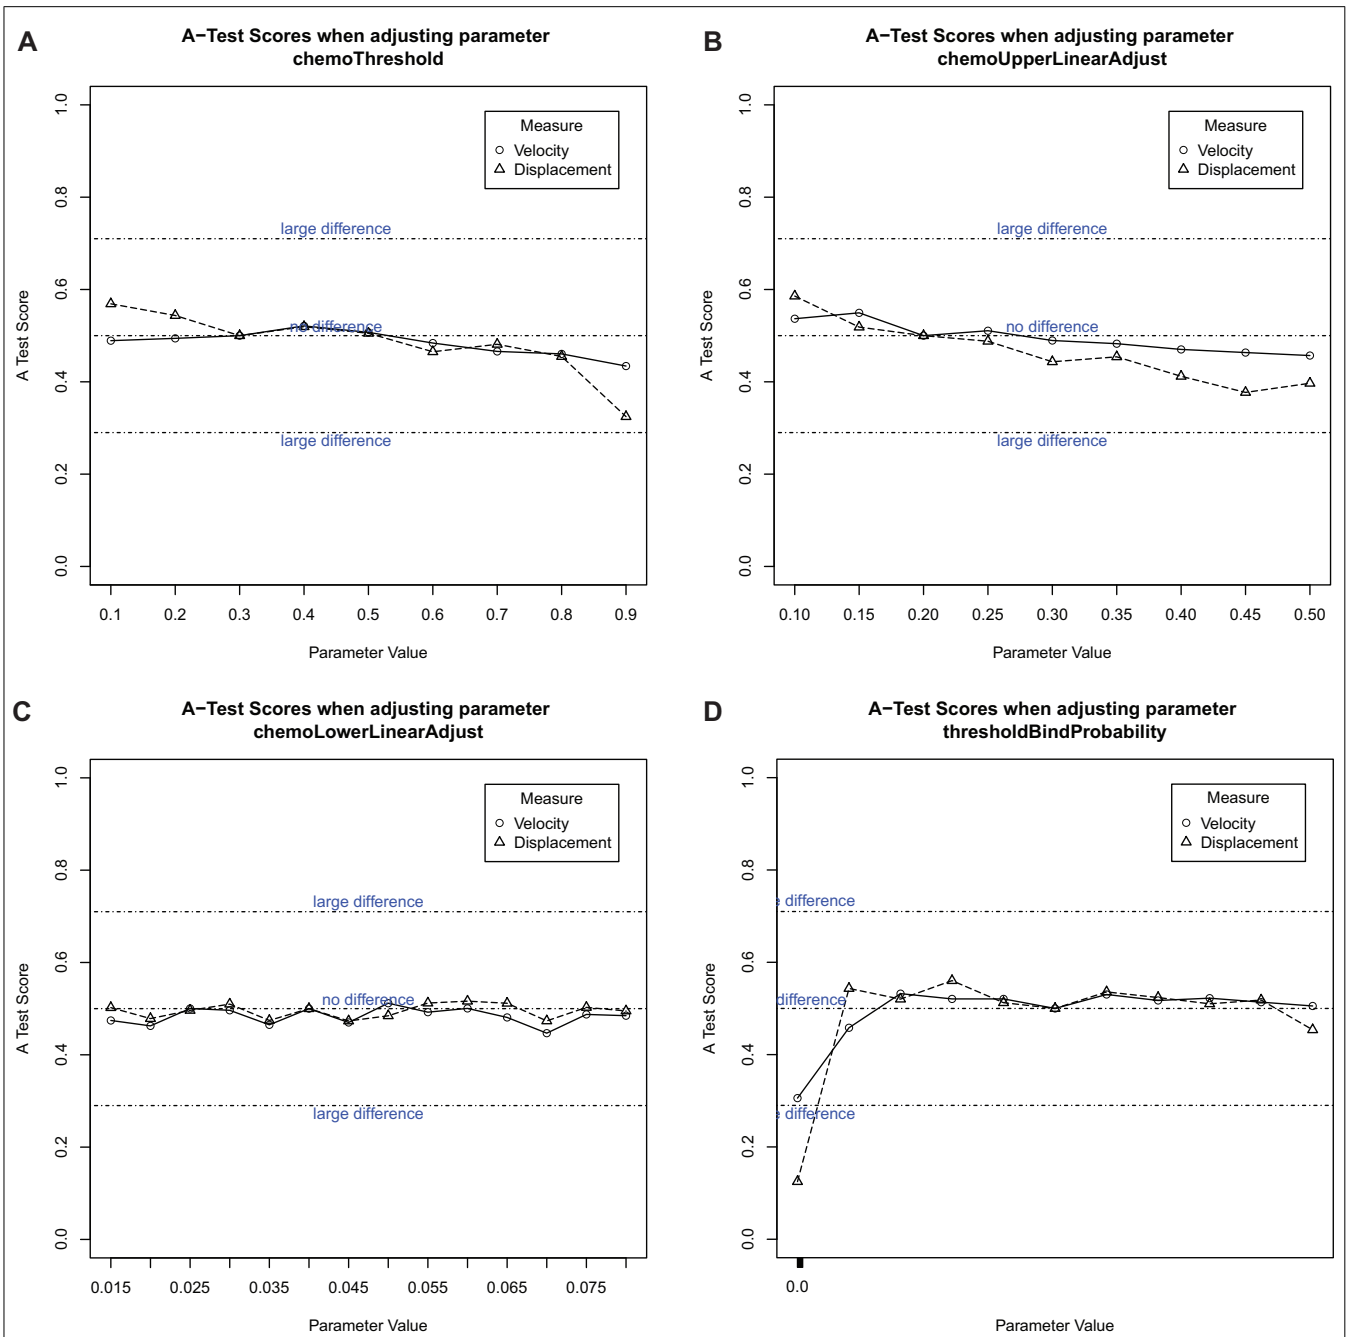 A
A−Test Scores when adjusting parameter
chemoThreshold
A Test Score
1.0
0.8
0.6
0.4
0.2
0.0
Measure
Velocity
Displacement
large difference
no difference
large difference
0.1 0.2 0.3 0.4 0.5 0.6 0.7 0.8 0.9
Parameter Value
B
A−Test Scores when adjusting parameter
chemoUpperLinearAdjust
A Test Score
1.0
0.8
0.6
0.4
0.2
0.0
Measure
Velocity
Displacement
large difference
no difference
large difference
0.10 0.15 0.20 0.25 0.30 0.35 0.40 0.45 0.50
Parameter Value
C
A−Test Scores when adjusting parameter
chemoLowerLinearAdjust
A Test Score
1.0
0.8
0.6
0.4
0.2
0.0
Measure
Velocity
Displacement
large difference
no difference
large difference
0.015 0.025 0.035 0.045 0.055 0.065 0.075
Parameter Value
D
A−Test Scores when adjusting parameter
thresholdBindProbability
A Test Score
1.0
0.8
0.6
0.4
0.2
0.0
Measure
Velocity
Displacement
difference
difference
difference
0.0
Parameter Value